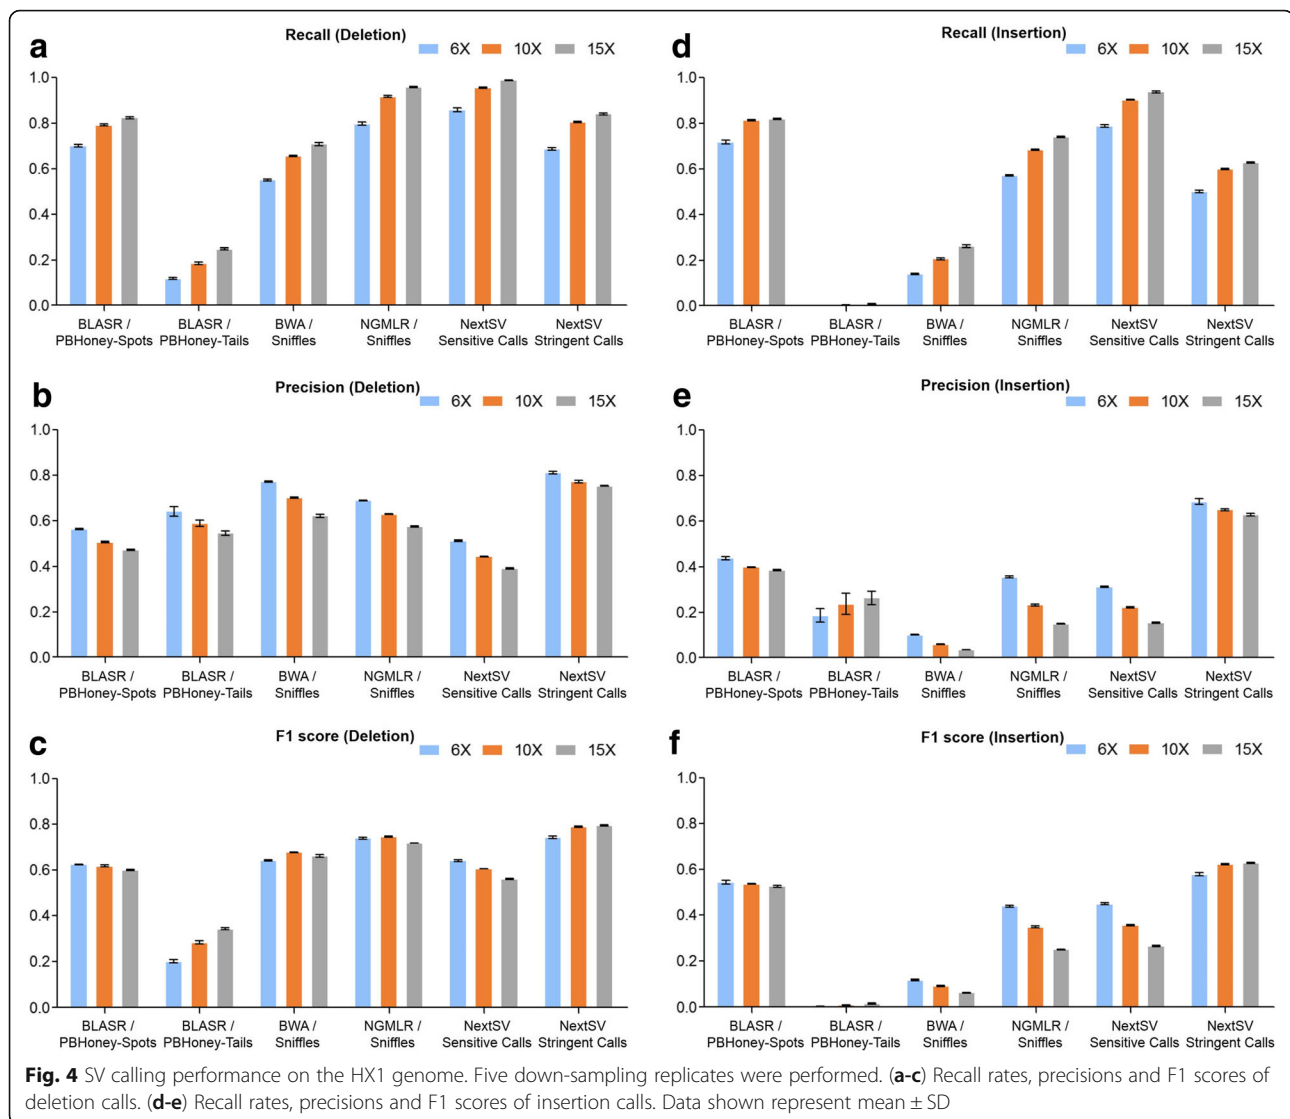 a
Recall (Deletion)
6X 10X 15X
1.0
0.8
0.6
0.4
0.2
0.0
BLASR / PBHoney-Spots
BLASR / PBHoney-Tails
BWA / Sniffles
NGMLR / Sniffles
NextSV Sensitive Calls
NextSV Stringent Calls
d
Recall (Insertion)
6X 10X 15X
1.0
0.8
0.6
0.4
0.2
0.0
BLASR / PBHoney-Spots
BLASR / PBHoney-Tails
BWA / Sniffles
NGMLR / Sniffles
NextSV Sensitive Calls
NextSV Stringent Calls
b
Precision (Deletion)
6X 10X 15X
1.0
0.8
0.6
0.4
0.2
0.0
BLASR / PBHoney-Spots
BLASR / PBHoney-Tails
BWA / Sniffles
NGMLR / Sniffles
NextSV Sensitive Calls
NextSV Stringent Calls
e
Precision (Insertion)
6X 10X 15X
1.0
0.8
0.6
0.4
0.2
0.0
BLASR / PBHoney-Spots
BLASR / PBHoney-Tails
BWA / Sniffles
NGMLR / Sniffles
NextSV Sensitive Calls
NextSV Stringent Calls
c
F1 score (Deletion)
6X 10X 15X
1.0
0.8
0.6
0.4
0.2
0.0
BLASR / PBHoney-Spots
BLASR / PBHoney-Tails
BWA / Sniffles
NGMLR / Sniffles
NextSV Sensitive Calls
NextSV Stringent Calls
f
F1 score (Insertion)
6X 10X 15X
1.0
0.8
0.6
0.4
0.2
0.0
BLASR / PBHoney-Spots
BLASR / PBHoney-Tails
BWA / Sniffles
NGMLR / Sniffles
NextSV Sensitive Calls
NextSV Stringent Calls
Fig. 4 SV calling performance on the HX1 genome. Five down-sampling replicates were performed. (a-c) Recall rates, precisions and F1 scores of
deletion calls. (d-e) Recall rates, precisions and F1 scores of insertion calls. Data shown represent mean ± SD